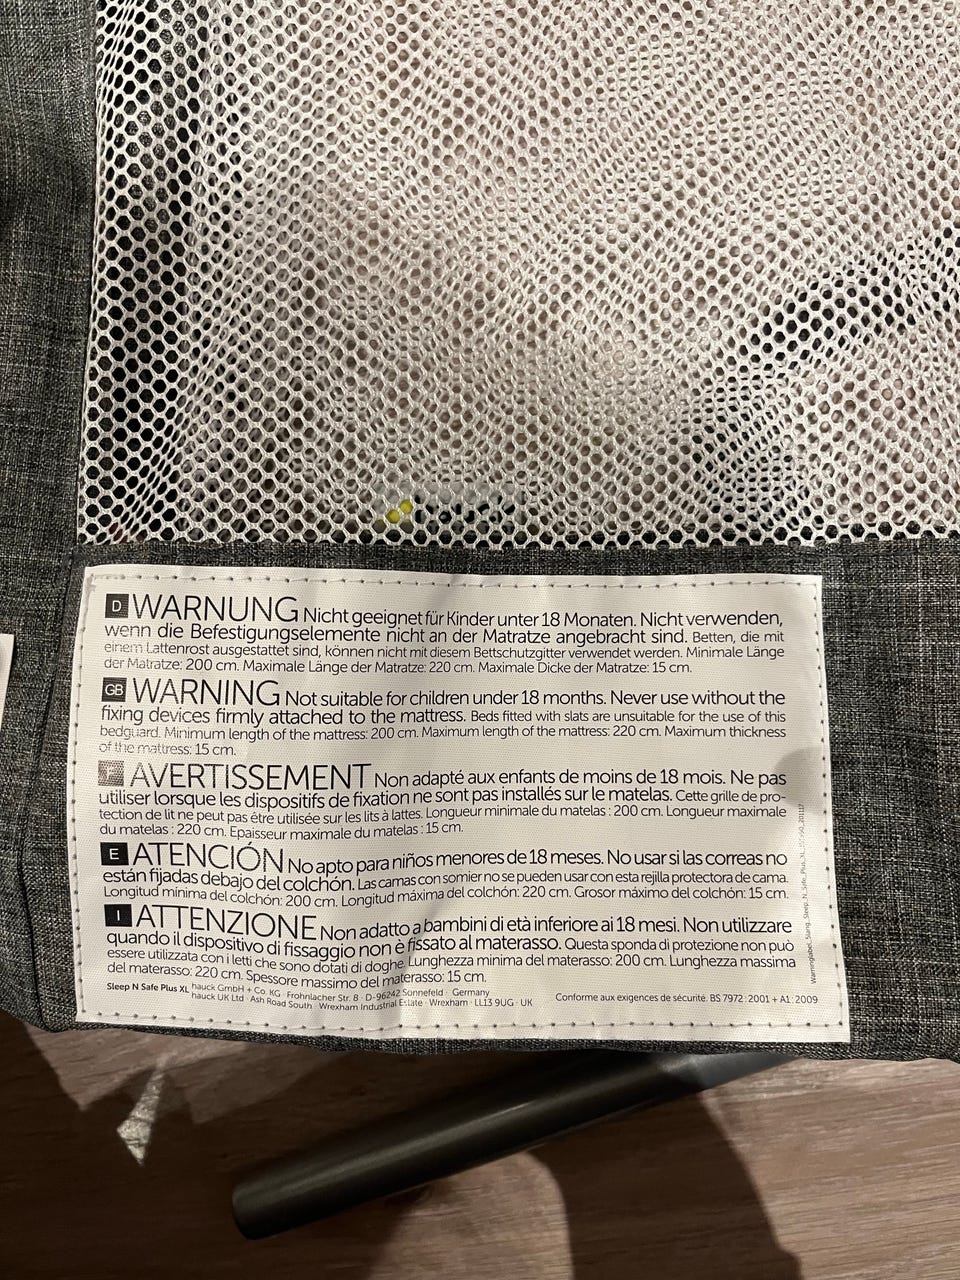 D WARNUNG Nicht geeignet für Kinder unter 18 Monaten. Nicht verwenden,
wenn die Befestigungselemente nicht an der Matratze angebracht sind. Betten, die mit
einem Lattenrost ausgestattet sind, können nicht mit diesem Bettschutzgitter verwendet werden. Minimale Länge
der Matratze: 200 cm. Maximale Länge der Matratze: 220 cm. Maximale Dicke der Matratze: 15 cm.
GB WARNING Not suitable for children under 18 months. Never use without the
fixing devices firmly attached to the mattress. Beds fitted with slats are unsuitable for the use of this
bedguard. Minimum length of the mattress: 200 cm. Maximum length of the mattress: 220 cm. Maximum thickness
of the mattress: 15 cm.
F AVERTISSEMENT Non adapté aux enfants de moins de 18 mois. Ne pas
utiliser lorsque les dispositifs de fixation ne sont pas installés sur le matelas. Cette grille de pro-
tection de lit ne peut pas être utilisée sur les lits à lattes. Longueur minimale du matelas : 200 cm. Longueur maximale
du matelas : 220 cm. Epaisseur maximale du matelas : 15 cm.
E ATENCIÓN No apto para niños menores de 18 meses. No usar si las correas no
están fijadas debajo del colchón. Las camas con somier no se pueden usar con esta rejilla protectora de cama.
Longitud mínima del colchón: 200 cm. Longitud máxima del colchón: 220 cm. Grosor máximo del colchón: 15 cm.
I ATTENZIONE Non adatto a bambini di età inferiore ai 18 mesi. Non utilizzare
quando il dispositivo di fissaggio non è fissato al materasso. Questa sponda di protezione non può
essere utilizzata con i letti che sono dotati di doghe. Lunghezza minima del materasso: 200 cm. Lunghezza massima
del materasso: 220 cm. Spessore massimo del materasso: 15 cm.
Sleep N Safe Plus XL hauck GmbH + Co. KG · Frohnlacher Str. 8 · D-96242 Sonnefeld · Germany
hauck UK Ltd · Ash Road South · Wrexham Industrial Estate · Wrexham · LL13 9UG · UK
Conforme aux exigences de sécurité. BS 7972 : 2001 + A1 : 2009